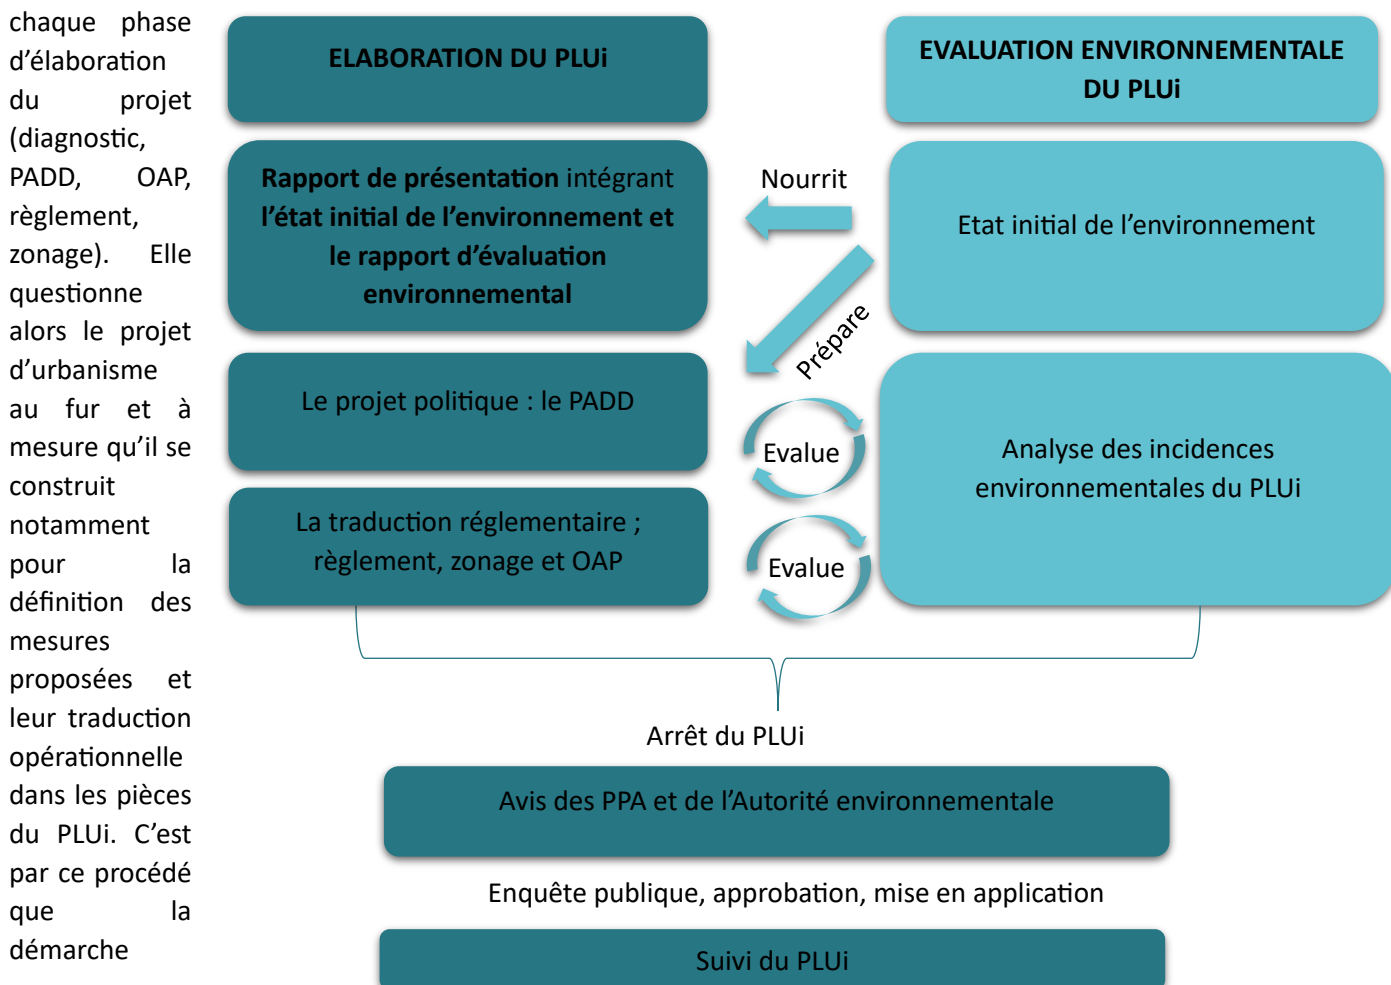 chaque phase
d’élaboration
du projet
(diagnostic,
PADD, OAP,
règlement,
zonage). Elle
questionne
alors le projet
d’urbanisme
au fur et à
mesure qu’il se
construit
notamment
pour la
définition des
mesures
proposées et
leur traduction
opérationnelle
dans les pièces
du PLUi. C’est
par ce procédé
que la
démarche
ELABORATION DU PLUi
EVALUATION ENVIRONNEMENTALE
DU PLUi
Rapport de présentation intégrant
l’état initial de l’environnement et
le rapport d’évaluation
environnemental
Nourrit
Etat initial de l’environnement
Prépare
Le projet politique : le PADD
Evalue
Analyse des incidences
environnementales du PLUi
La traduction réglementaire ;
règlement, zonage et OAP
Evalue
Arrêt du PLUi
Avis des PPA et de l’Autorité environnementale
Enquête publique, approbation, mise en application
Suivi du PLUi